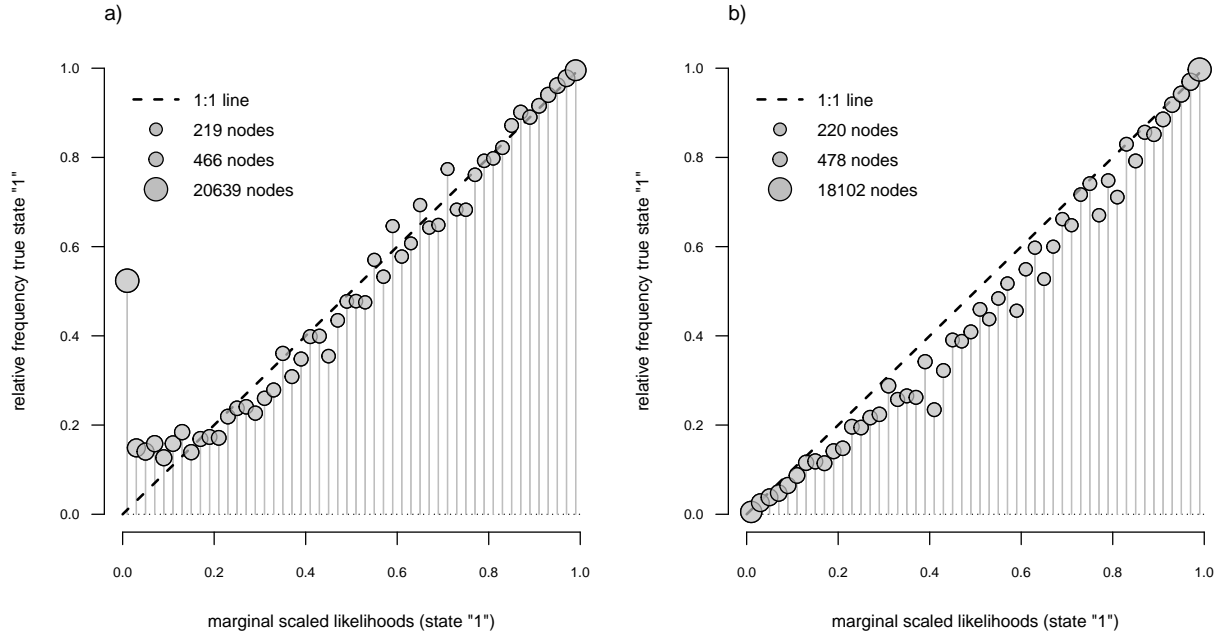 a)
relative frequency true state "1"
1.0
0.8
0.6
0.4
0.2
0.0
1:1 line
219 nodes
466 nodes
20639 nodes
0.0 0.2 0.4 0.6 0.8 1.0
marginal scaled likelihoods (state "1")
b)
relative frequency true state "1"
1.0
0.8
0.6
0.4
0.2
0.0
1:1 line
220 nodes
478 nodes
18102 nodes
0.0 0.2 0.4 0.6 0.8 1.0
marginal scaled likelihoods (state "1")